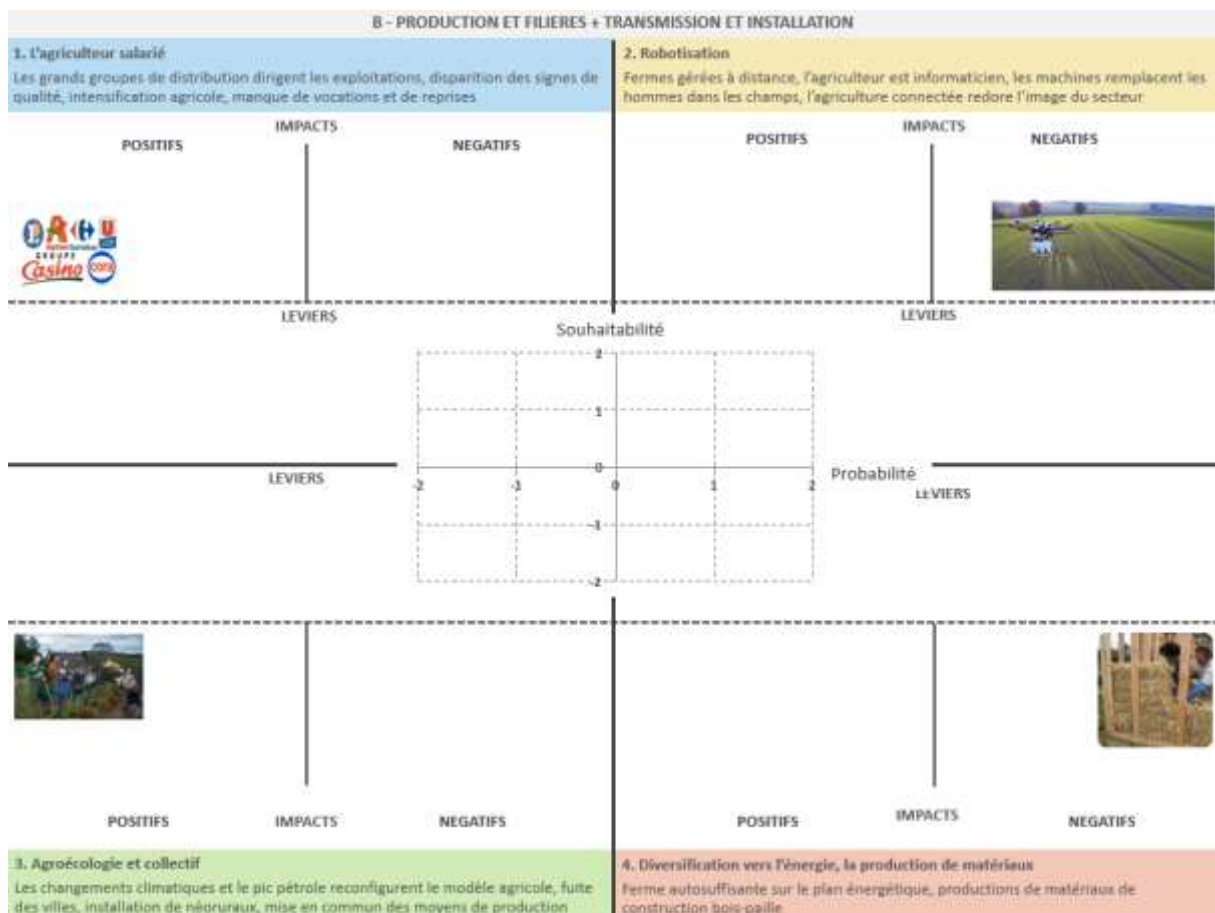 B - PRODUCTION ET FILIERES + TRANSMISSION ET INSTALLATION
1. L'agriculteur salarié
Les grands groupes de distribution dirigent les exploitations, disparition des signes de
qualité, intensification agricole, manque de vocations et de reprises
2. Robotisation
Fermes gérées à distance, l'agriculteur est informaticien, les machines remplacent les
hommes dans les champs, l'agriculture connectée redore l'image du secteur
IMPACTS
POSITIFS
NEGATIFS
IMPACTS
POSITIFS
NEGATIFS
U
GROUPE
Casino
cora
LEVIERS
LEVIERS
Souhaitabilité
2
1
0
-2
-1
0
1
2
-1
-2
Probabilité
LEVIERS
LEVIERS
POSITIFS
IMPACTS
NEGATIFS
POSITIFS
IMPACTS
NEGATIFS
3. Agroécologie et collectif
Les changements climatiques et le pic pétrole reconfigurent le modèle agricole, fuite
des villes, installation de néoruraux, mise en commun des moyens de production
4. Diversification vers l'énergie, la production de matériaux
Ferme autosuffisante sur le plan énergétique, productions de matériaux de
construction bois-paille